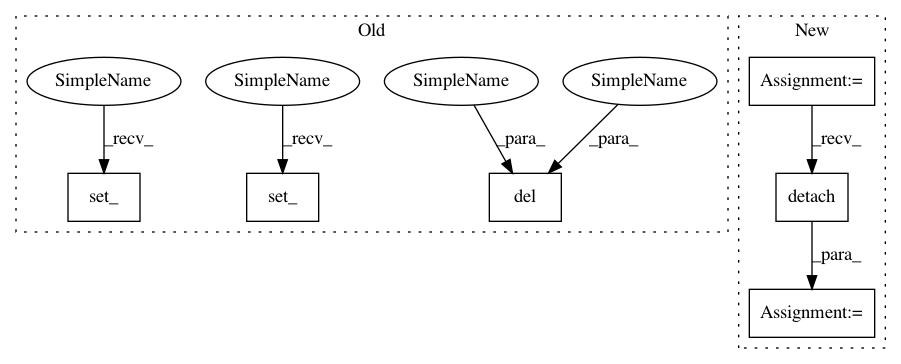 Old
New
SimpleName
SimpleName
SimpleName
SimpleName
Assignment:=
_recv_
_recv_
_para_
_para_
_recv_
set_
set_
del
detach
_para_
Assignment:=